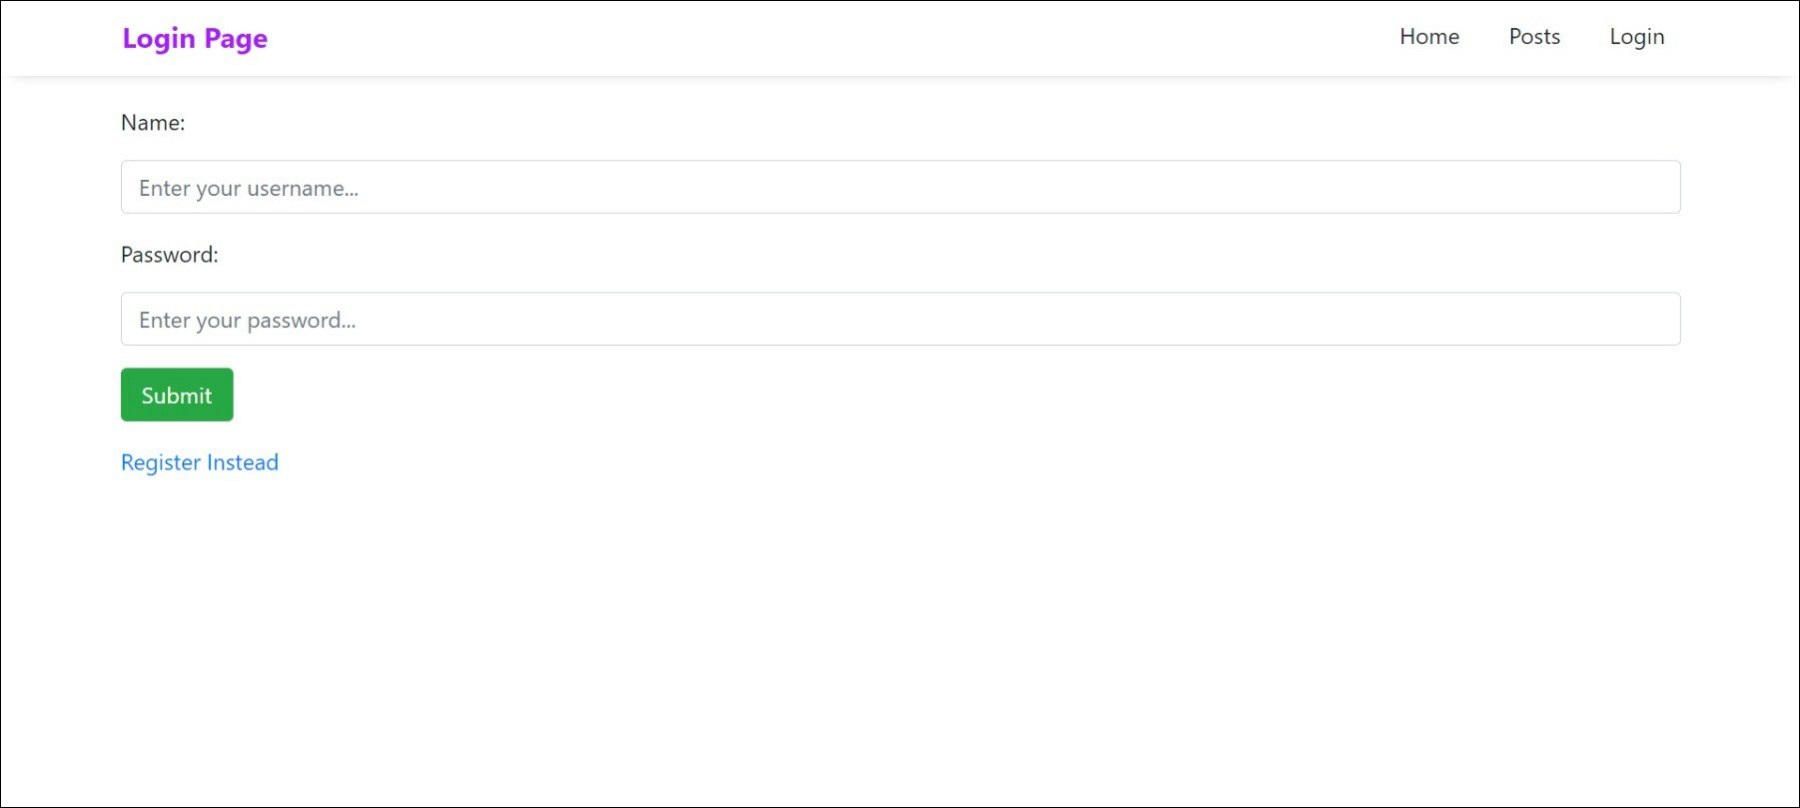 Login Page
Home Posts Login
Name:
Enter your username...
Password:
Enter your password...
Submit
Register Instead